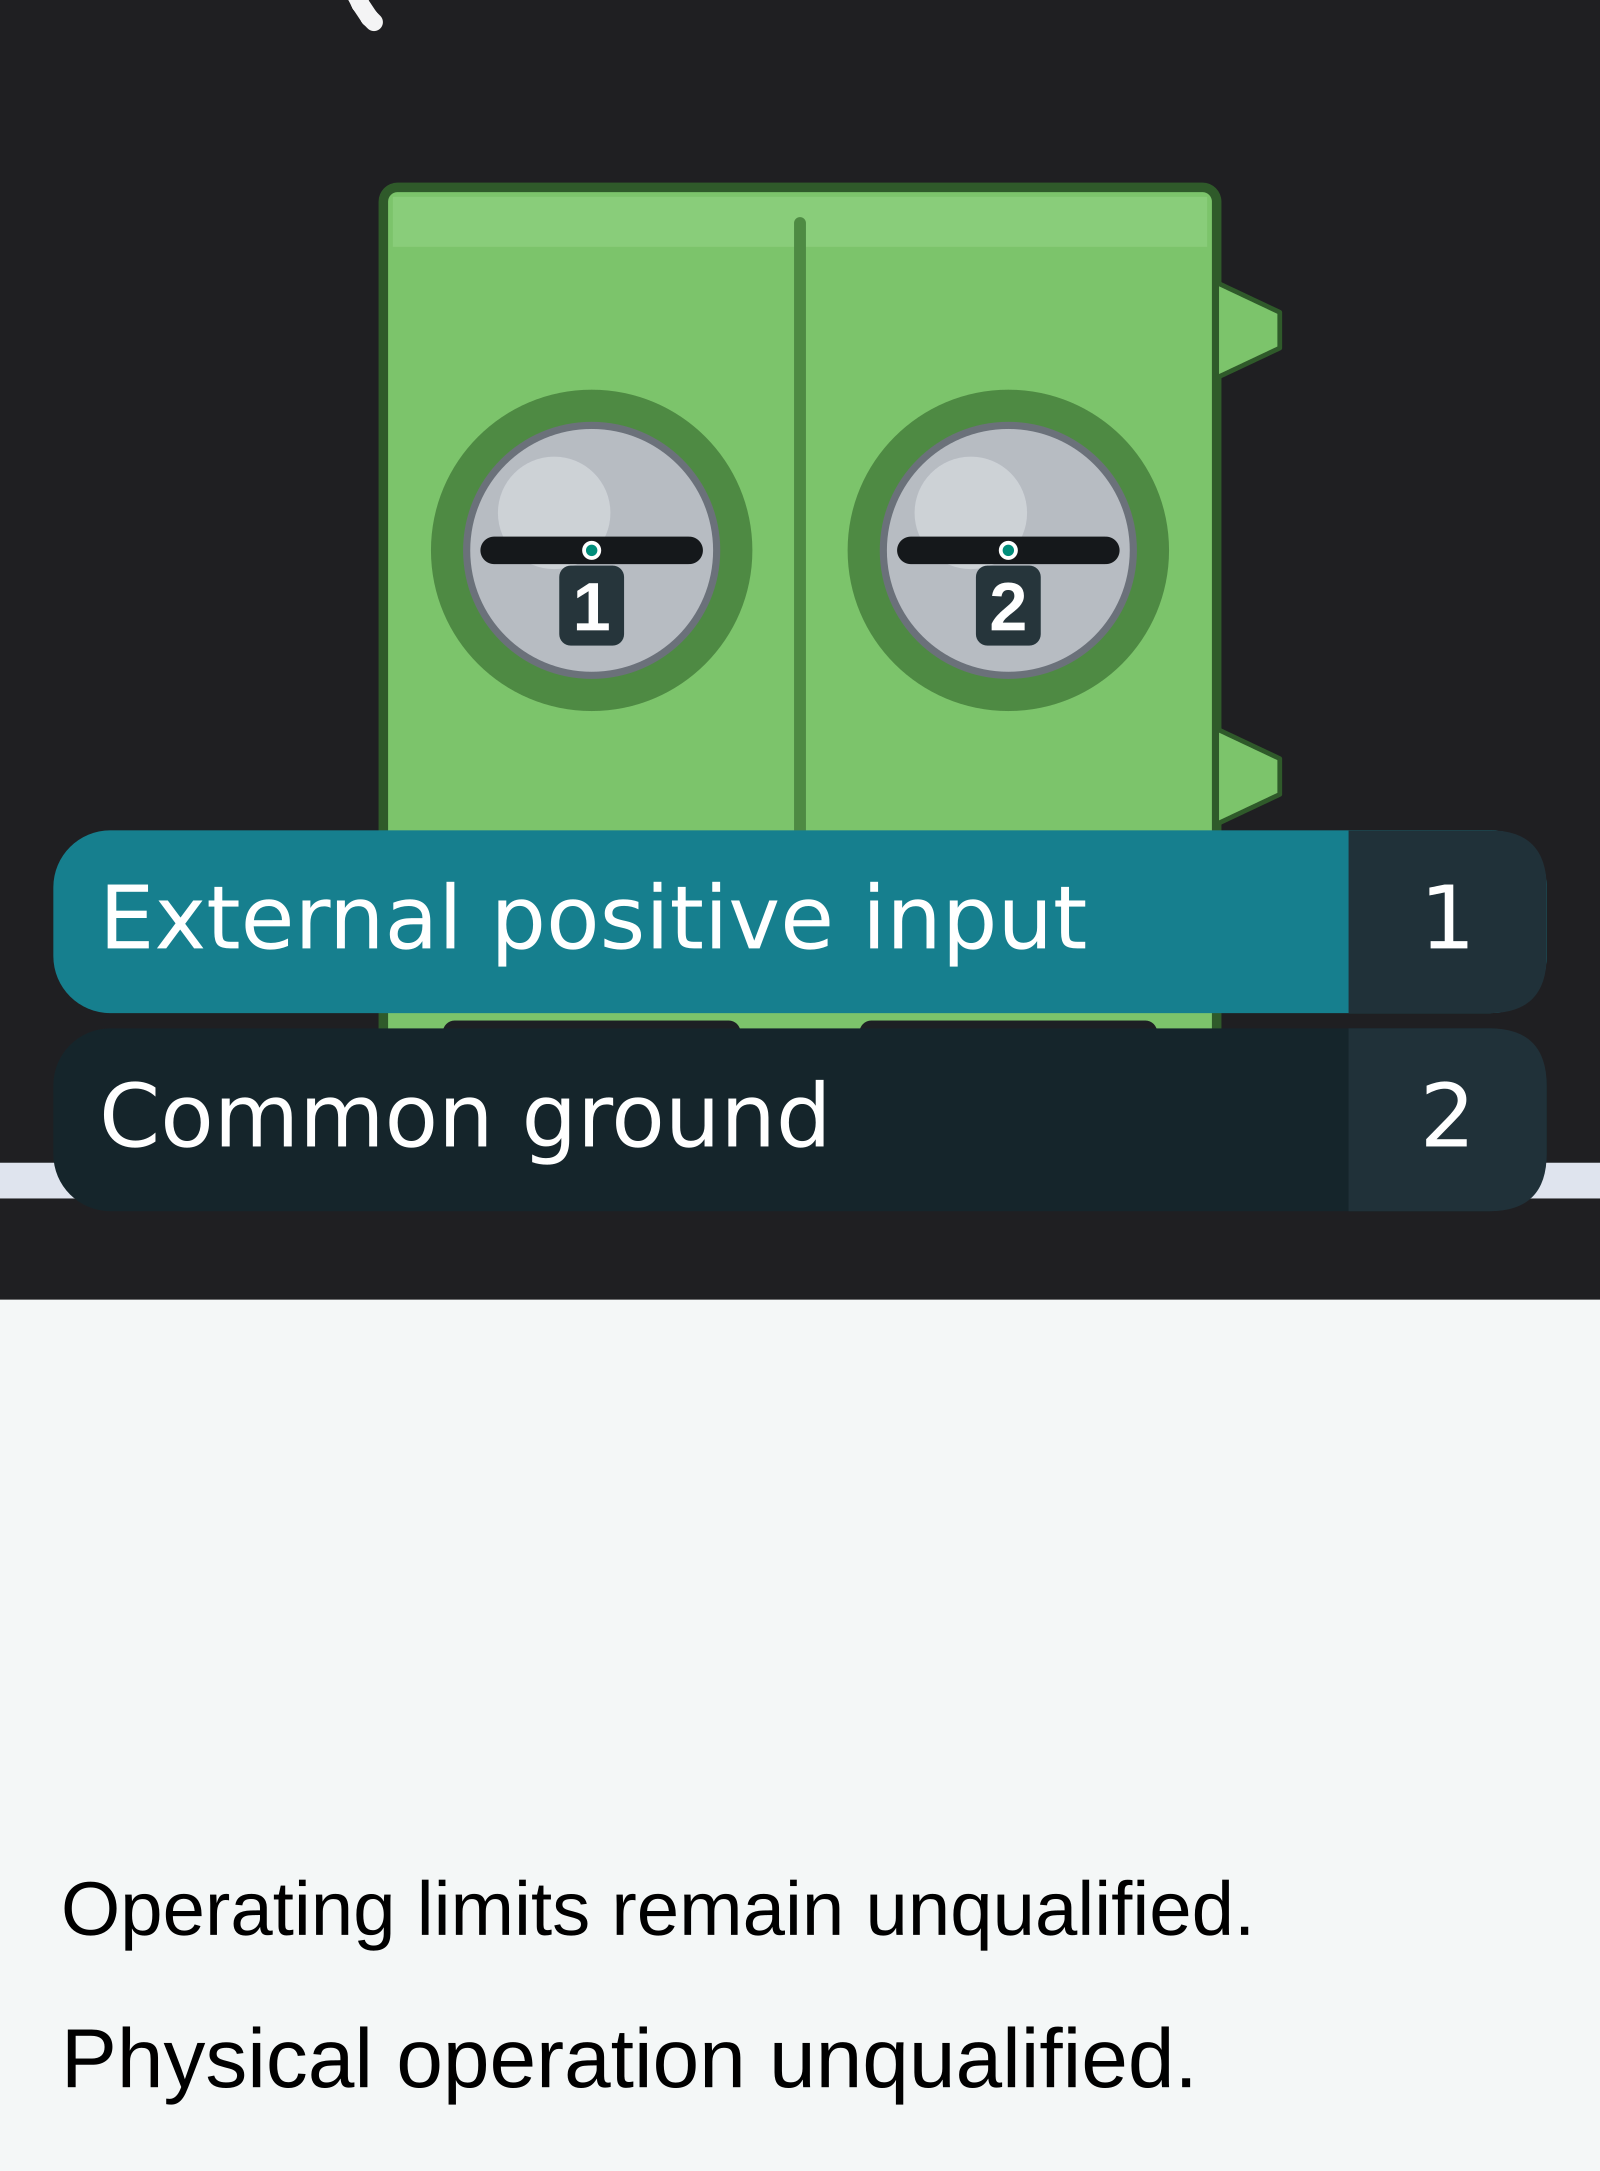 1 2
External positive input 1
Common ground 2
Operating limits remain unqualified.
Physical operation unqualified.